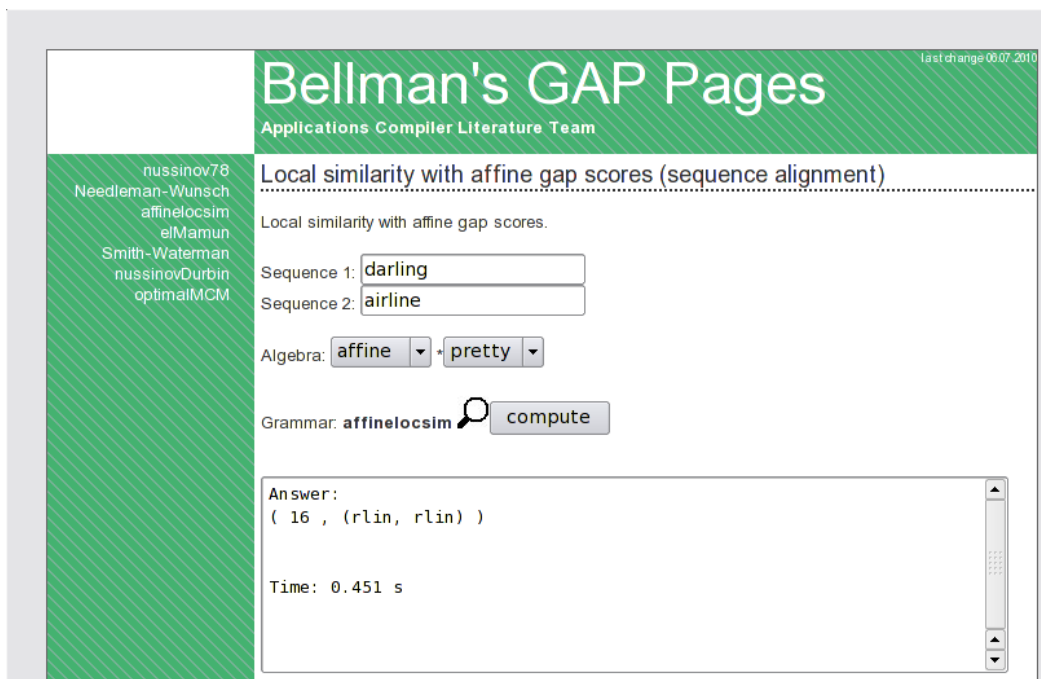 last change 06.07.2010
Bellman's GAP Pages
Applications Compiler Literature Team
nussinov78
Needleman-Wunsch
affinelocsim
elMamun
Smith-Waterman
nussinovDurbin
optimalMCM
Local similarity with affine gap scores (sequence alignment)
Local similarity with affine gap scores.
Sequence 1: darling
Sequence 2: airline
Algebra: affine * pretty
Grammar: affinelocsim compute
Answer:
( 16 , (rlin, rlin) )
Time: 0.451 s